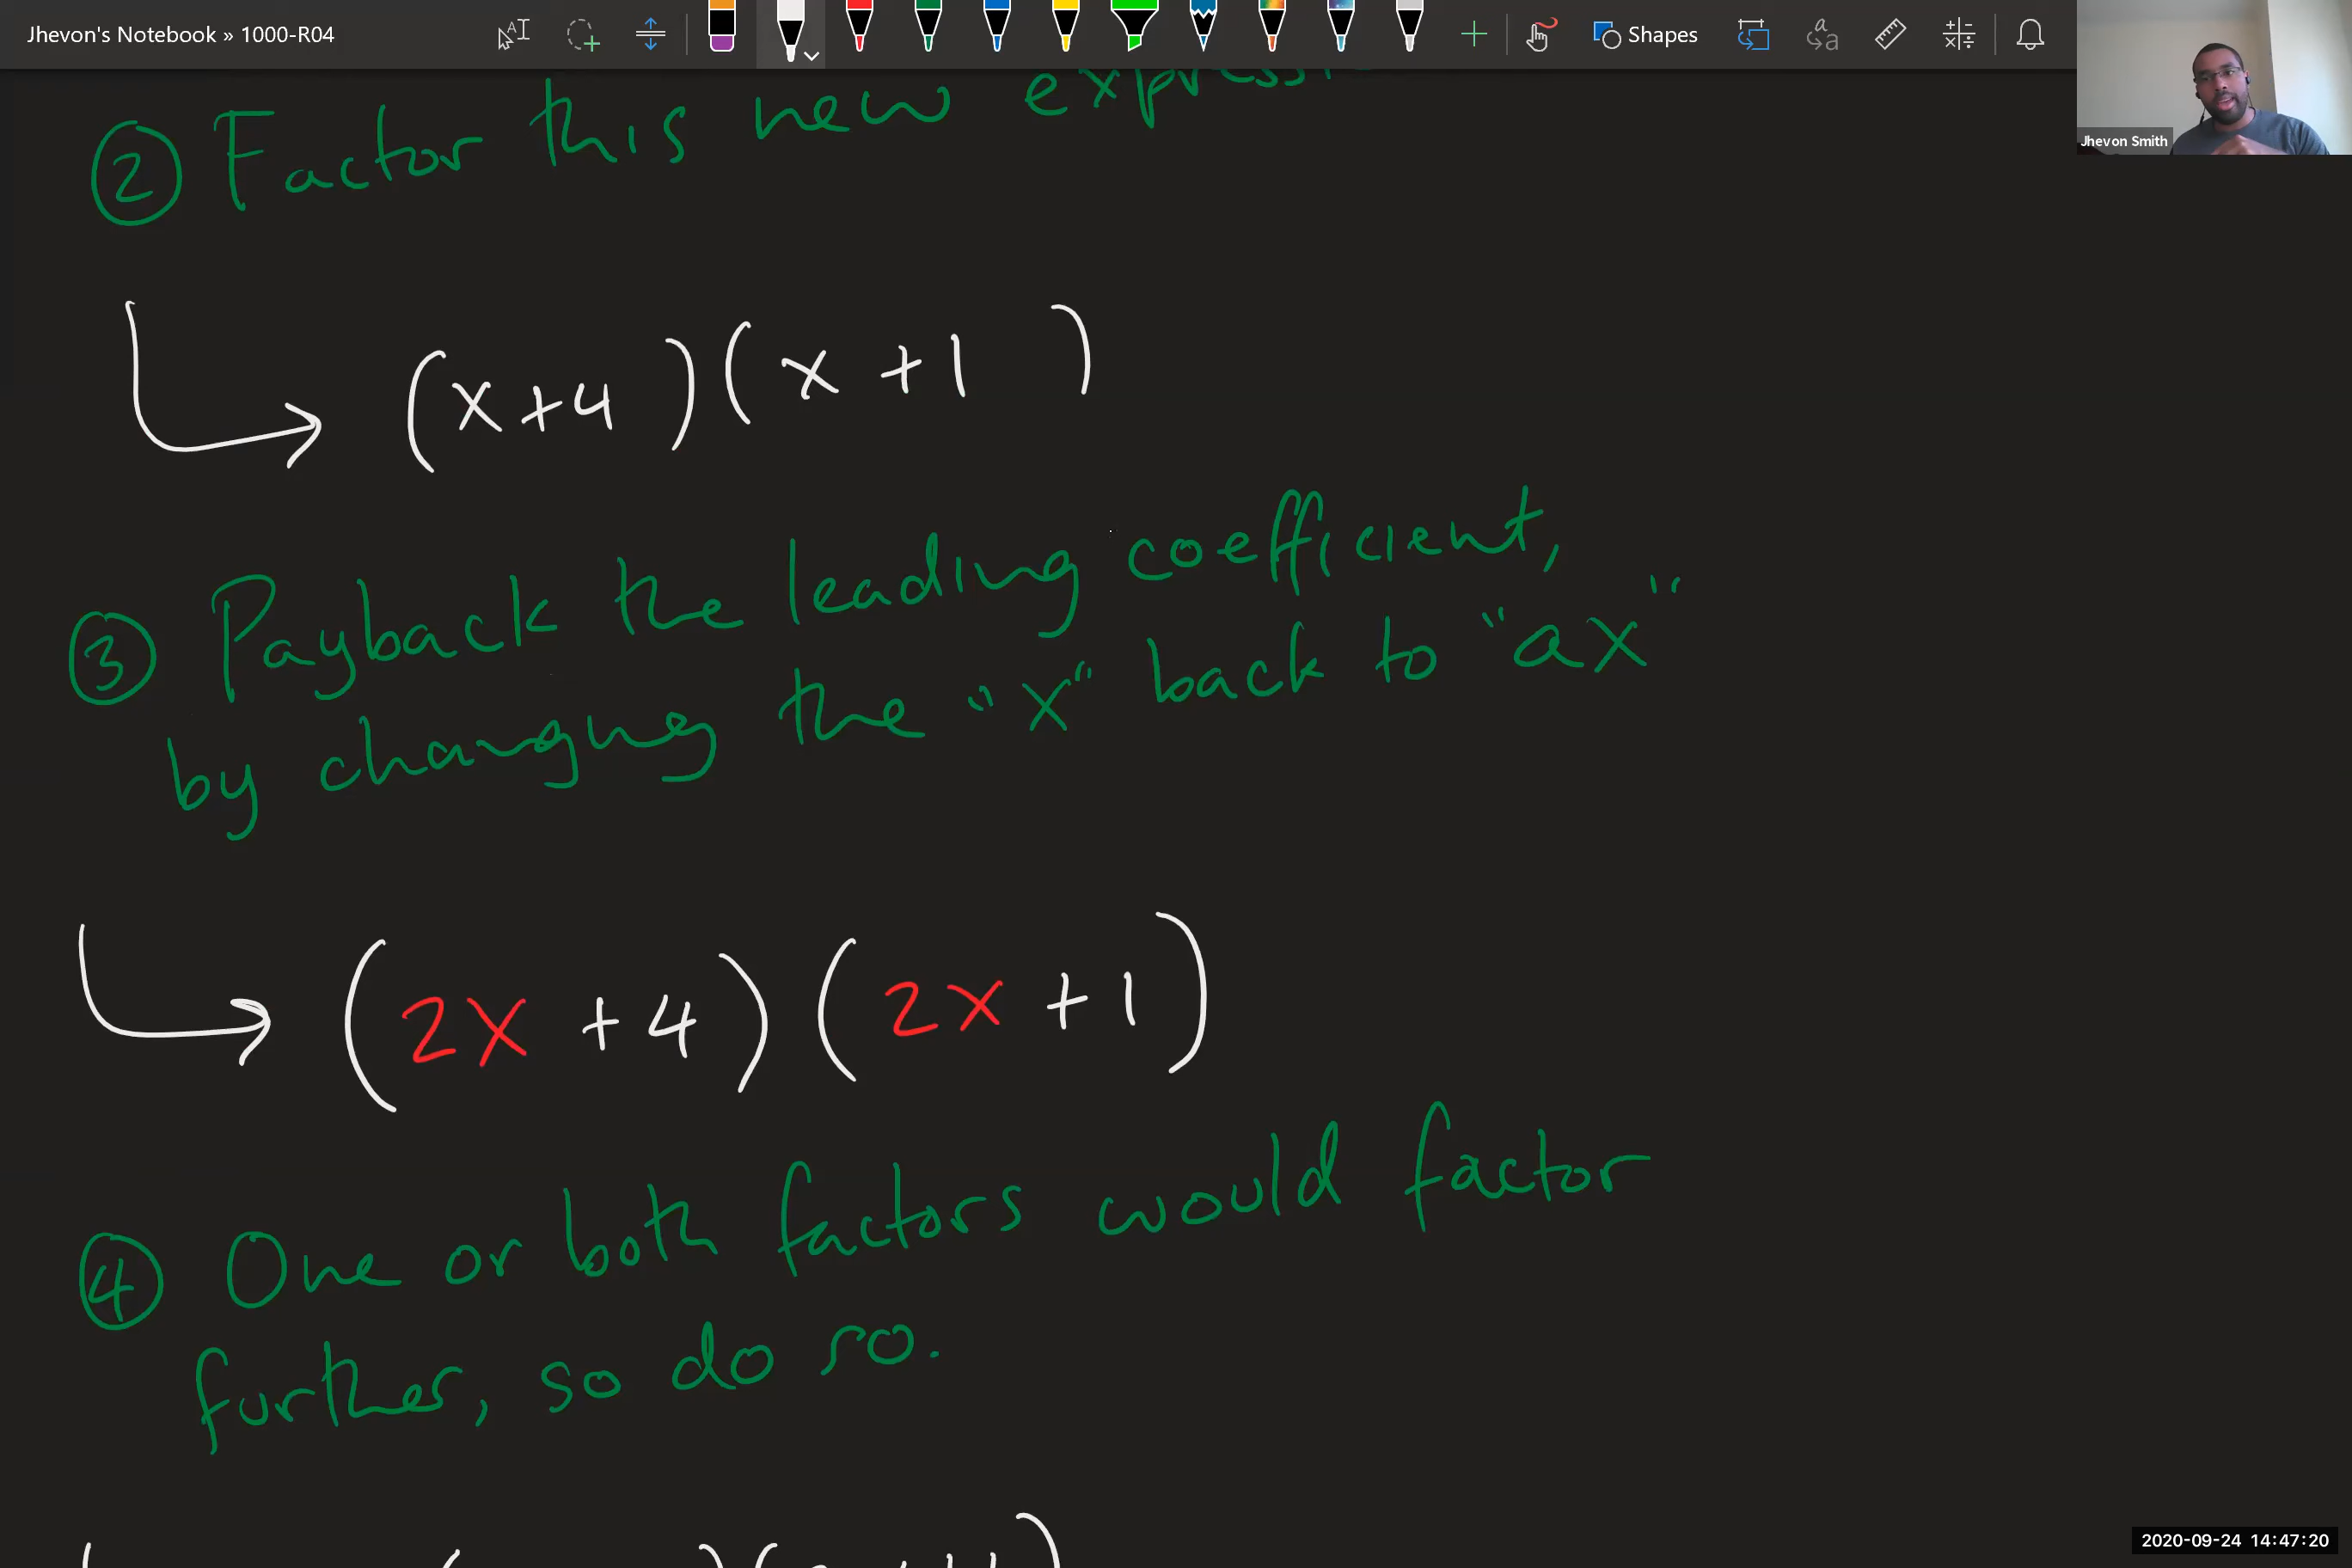 Jhevon's Notebook » 1000-R04
Shapes
Jhevon Smith
② Factor this new
(x+4)(x+1)
③ Payback the leading coefficient,
by changing the "x" back to "ax"
(2x+4)(2x+1)
④ One or both factors would factor
further, so do so.
2020-09-24 14:47:20